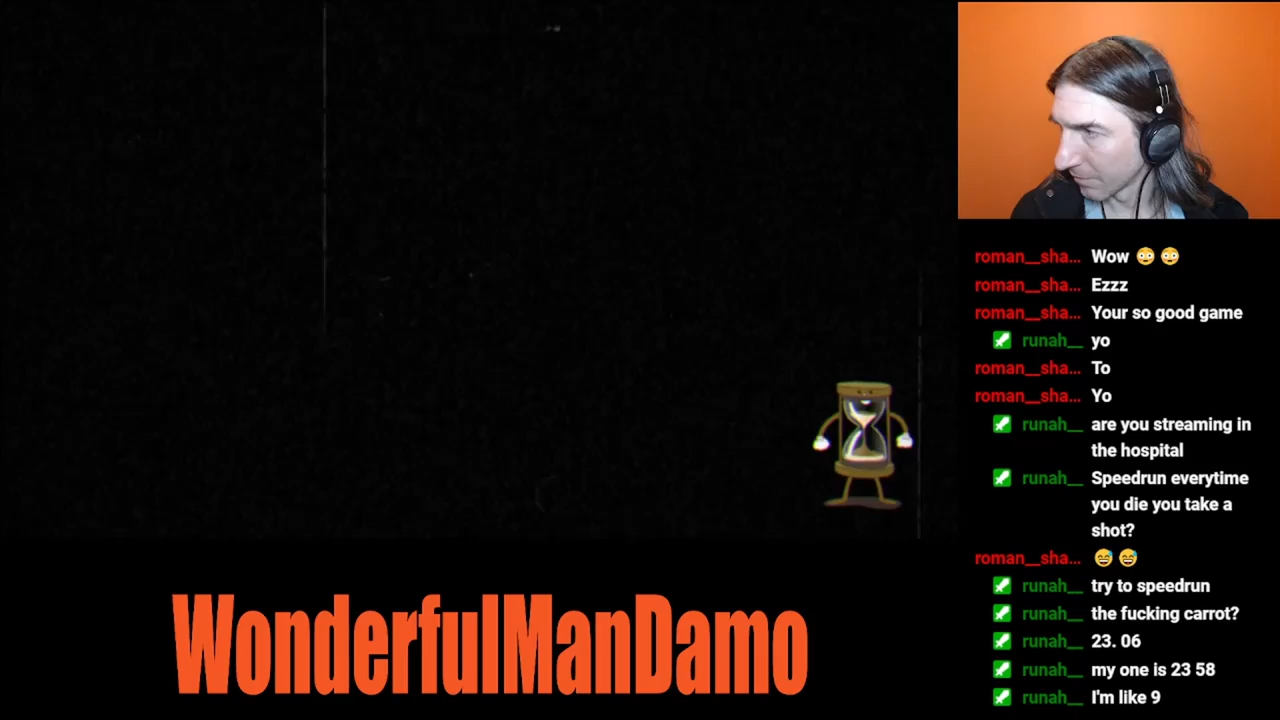 roman__sha... Wow 😳 😳
roman__sha... Ezzz
roman__sha... Your so good game
runah__ yo
roman__sha... To
roman__sha... Yo
runah__ are you streaming in
the hospital
runah__ Speedrun everytime
you die you take a
shot?
roman__sha... 😅 😅
runah__ try to speedrun
runah__ the fucking carrot?
runah__ 23. 06
runah__ my one is 23 58
runah__ I'm like 9
WonderfulManDamo